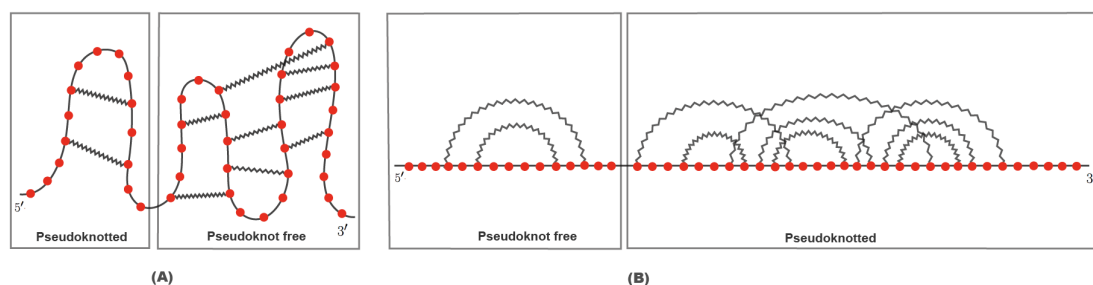 5′
3′
Pseudoknotted
Pseudoknot free
(A)
5′
3
Pseudoknot free
Pseudoknotted
(B)